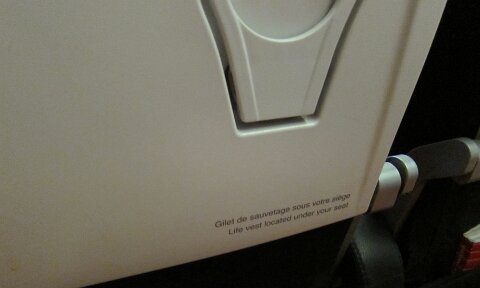 Gilet de sauvetage sous votre siège
Life vest located under your seat